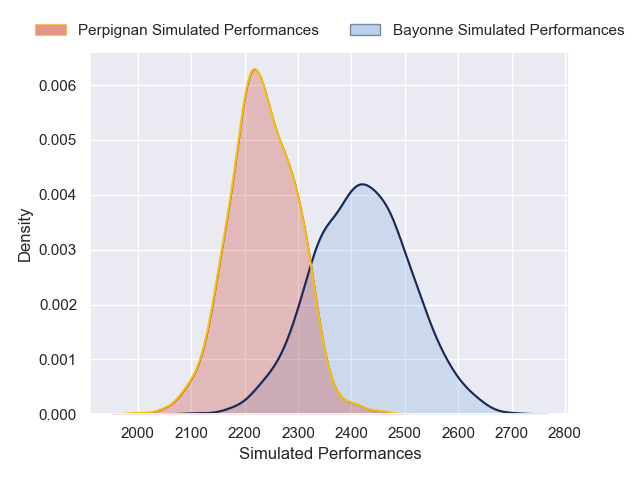 Perpignan Simulated Performances
Bayonne Simulated Performances
0.006
0.005
0.004
0.003
0.002
0.001
0.000
Density
2000 2100 2200 2300 2400 2500 2600 2700 2800
Simulated Performances